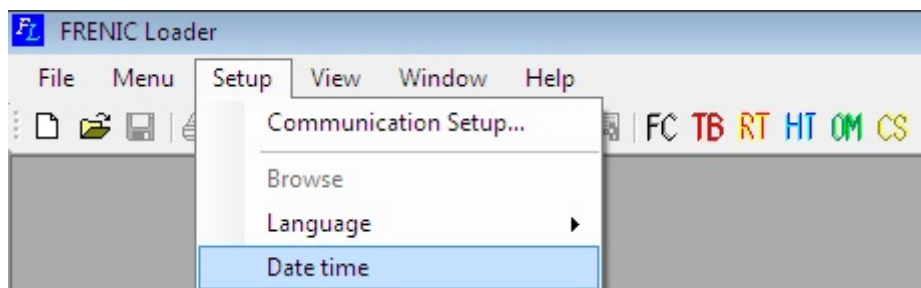 FL FRENIC Loader
File Menu Setup View Window Help
FC TB RT HT OM CS
Communication Setup...
Browse
Language
Date time